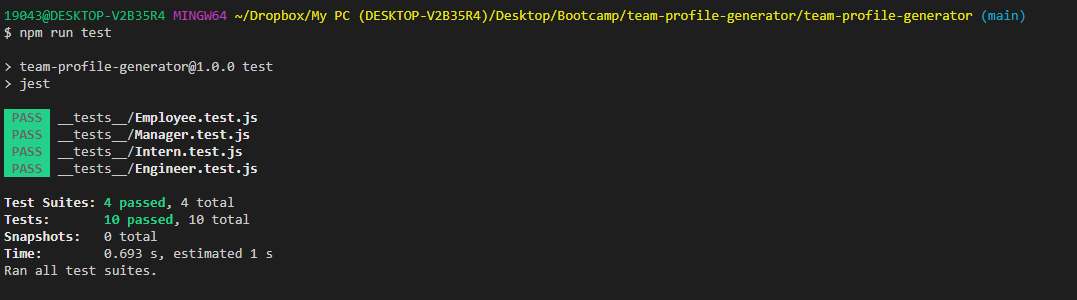 19043@DESKTOP-V2B35R4 MINGW64 ~/Dropbox/My PC (DESKTOP-V2B35R4)/Desktop/Bootcamp/team-profile-generator/team-profile-generator (main)
$ npm run test
> team-profile-generator@1.0.0 test
> jest
PASS __tests__/Employee.test.js
PASS __tests__/Manager.test.js
PASS __tests__/Intern.test.js
PASS __tests__/Engineer.test.js
Test Suites: 4 passed, 4 total
Tests: 10 passed, 10 total
Snapshots: 0 total
Time: 0.693 s, estimated 1 s
Ran all test suites.